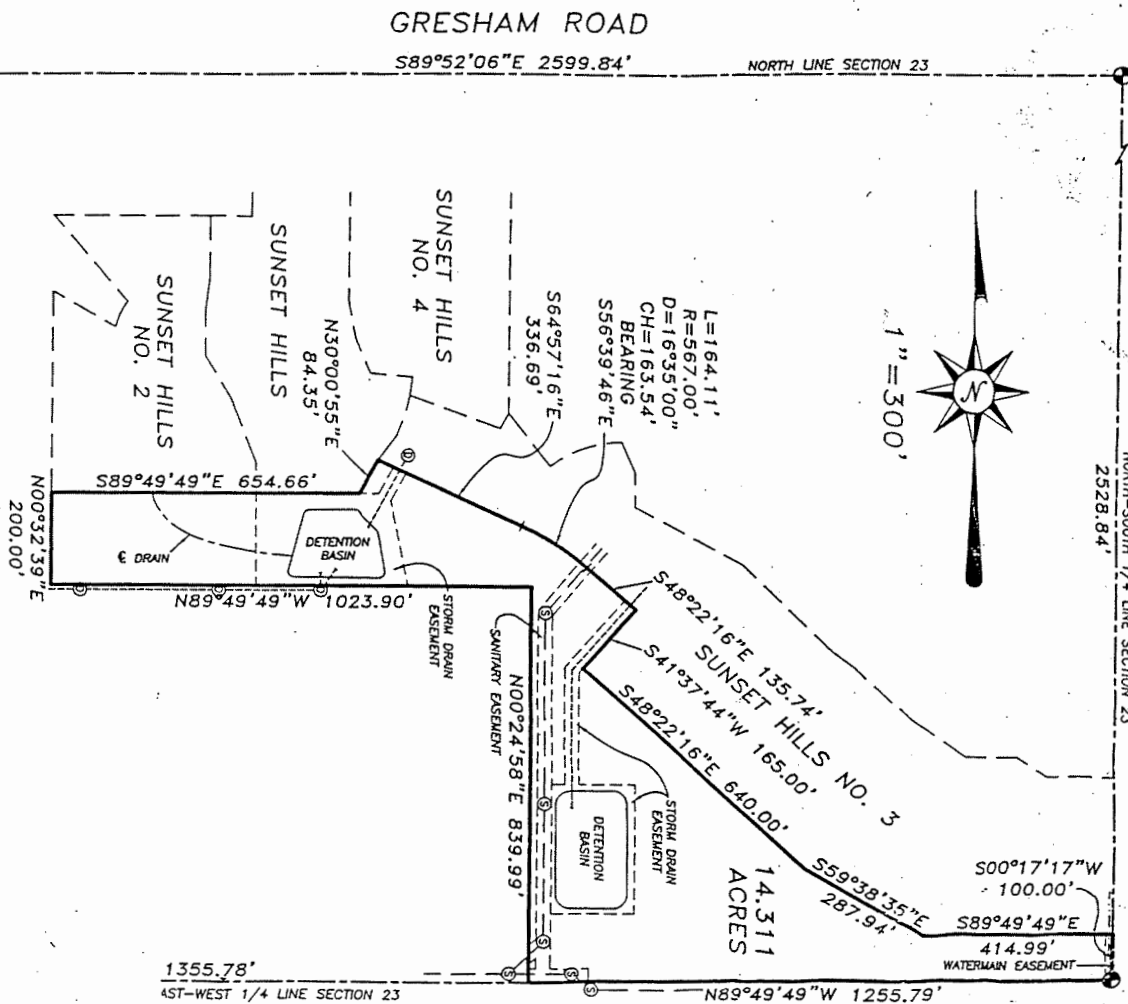 GRESHAM ROAD
S89°52'06"E 2599.84'
NORTH LINE SECTION 23
NORTH-SOUTH 1/4 LINE SECTION 23
2528.84'
N
1"=300'
SUNSET HILLS
NO. 4
SUNSET HILLS
SUNSET HILLS
NO. 2
L=164.11'
R=567.00'
D=16°35'00"
CH=163.54'
BEARING
S56°39'46"E
S64°57'16"E
336.69'
N30°00'55"E
84.35'
S89°49'49"E 654.66'
N00°32'39"E
200.00'
℄ DRAIN
DETENTION
BASIN
D
D
D
D
N89°49'49"W 1023.90'
STORM DRAIN
EASEMENT
SANITARY EASEMENT
N00°24'58"E 839.99'
S
S
S
S
S
S
S48°22'16"E 135.74'
SUNSET HILLS NO. 3
S41°37'44"W 165.00'
S48°22'16"E 640.00'
STORM DRAIN
EASEMENT
DETENTION
BASIN
14.311
ACRES
S59°38'35"E
287.94'
S00°17'17"W
100.00'
S89°49'49"E
414.99'
WATERMAIN EASEMENT
1355.78'
AST-WEST 1/4 LINE SECTION 23
N89°49'49"W 1255.79'